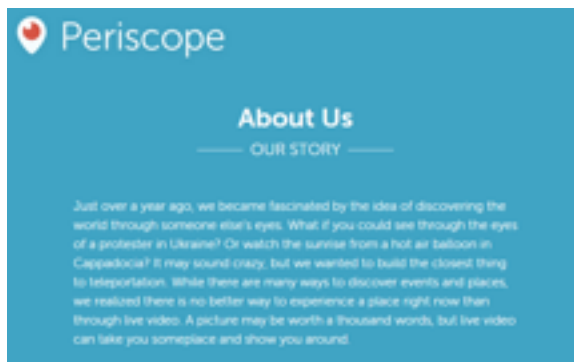 Periscope
About Us
OUR STORY
Just over a year ago, we became fascinated by the idea of discovering the
world through someone else's eyes. What if you could see through the eyes
of a protester in Ukraine? Or watch the sunrise from a hot air balloon in
Cappadocia? It may sound crazy, but we wanted to build the closest thing
to teleportation. While there are many ways to discover events and places,
we realized there is no better way to experience a place right now than
through live video. A picture may be worth a thousand words, but live video
can take you someplace and show you around.